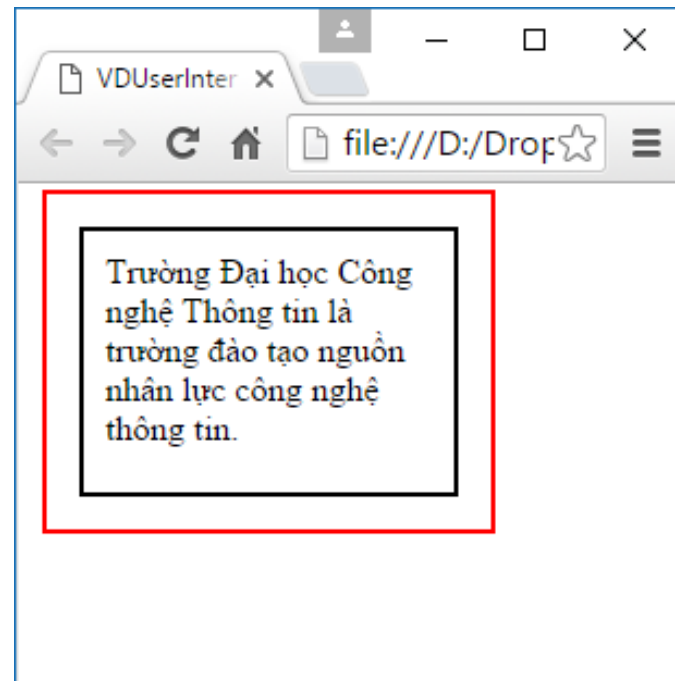 VDUserInter
file:///D:/Drop
Trường Đại học Công
nghệ Thông tin là
trường đào tạo nguồn
nhân lực công nghệ
thông tin.